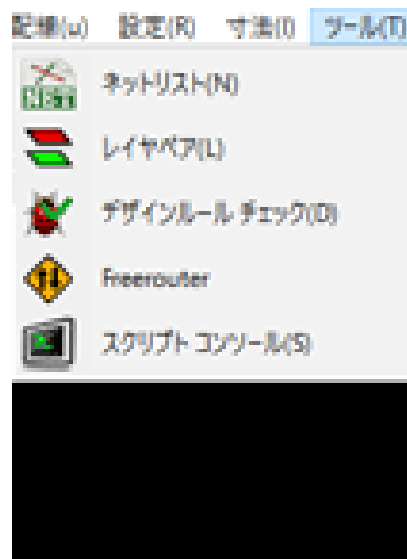 配線(u) 設定(R) 寸法(I) ツール(T)
ネットリスト(N)
レイヤペア(L)
デザインルール チェック(D)
Freerouter
スクリプト コンソール(S)